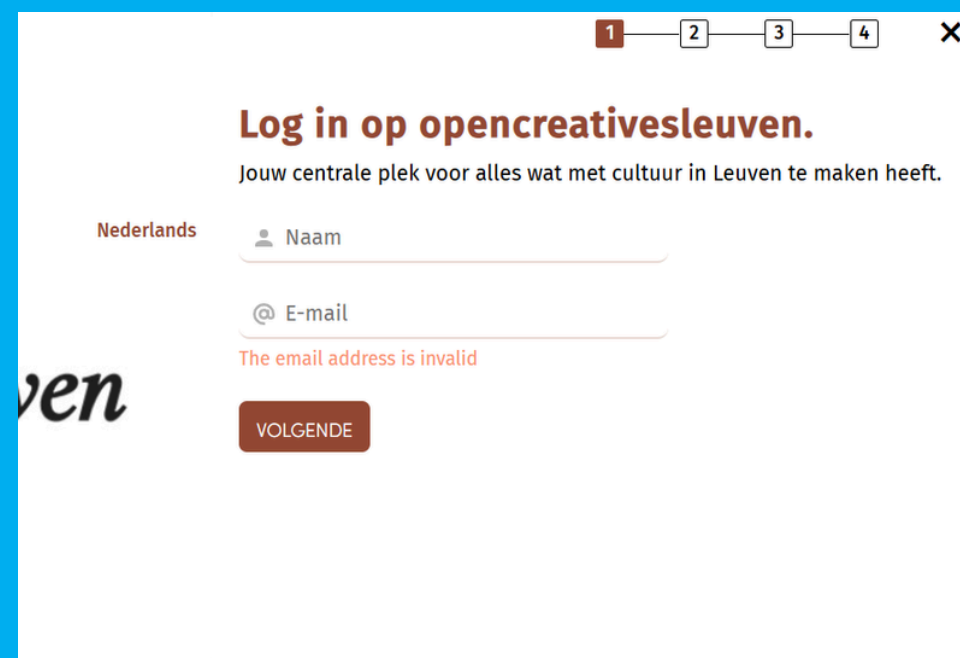 1 2 3 4
Log in op opencreativesleuven.
Jouw centrale plek voor alles wat met cultuur in Leuven te maken heeft.
Nederlands
Naam
@ E-mail
The email address is invalid
ven
VOLGENDE